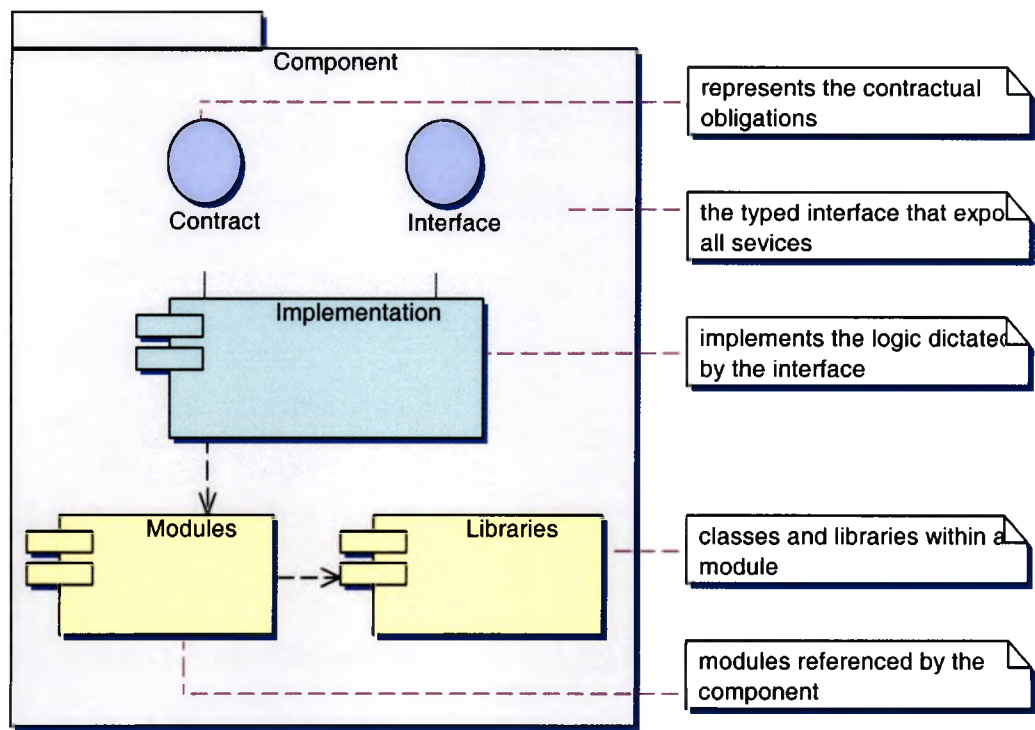 Component
represents the contractual
obligations
Contract
Interface
the typed interface that expo
all sevices
Implementation
implements the logic dictated
by the interface
Modules
Libraries
classes and libraries within a
module
modules referenced by the
component